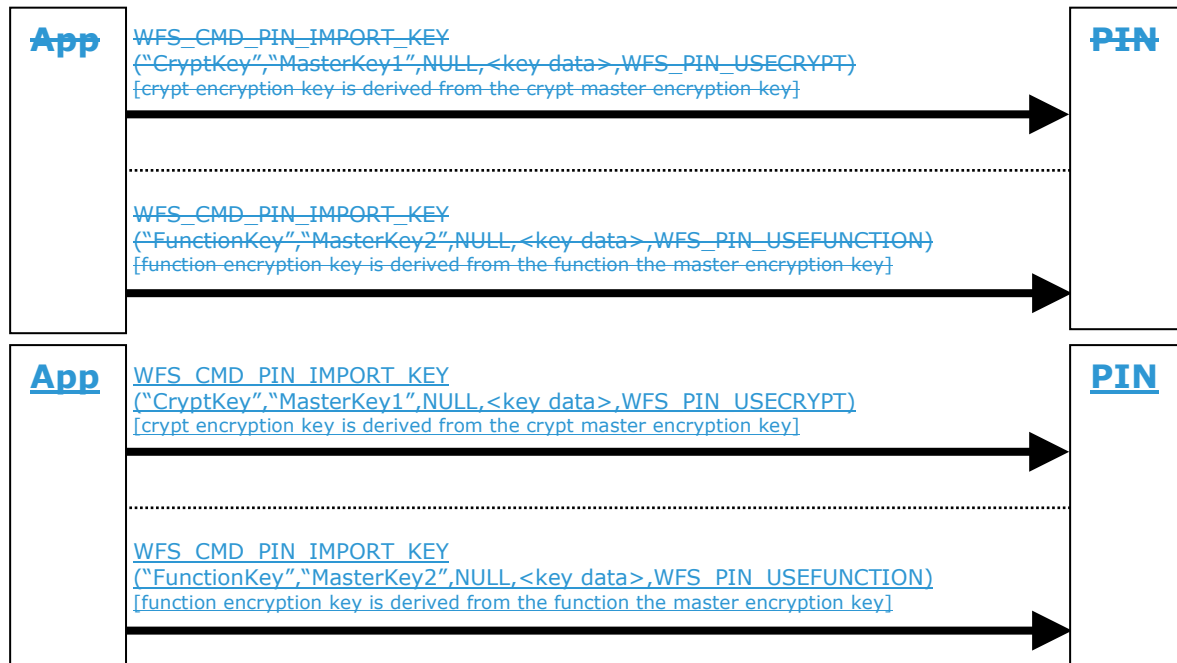 App
WFS_CMD_PIN_IMPORT_KEY
(“CryptKey”,“MasterKey1”,NULL,<key data>,WFS_PIN_USECRYPT)
[crypt encryption key is derived from the crypt master encryption key]
PIN
WFS_CMD_PIN_IMPORT_KEY
(“FunctionKey”,“MasterKey2”,NULL,<key data>,WFS_PIN_USEFUNCTION)
[function encryption key is derived from the function the master encryption key]
App
WFS_CMD_PIN_IMPORT_KEY
(“CryptKey”,“MasterKey1”,NULL,<key data>,WFS_PIN_USECRYPT)
[crypt encryption key is derived from the crypt master encryption key]
PIN
WFS_CMD_PIN_IMPORT_KEY
(“FunctionKey”,“MasterKey2”,NULL,<key data>,WFS_PIN_USEFUNCTION)
[function encryption key is derived from the function the master encryption key]